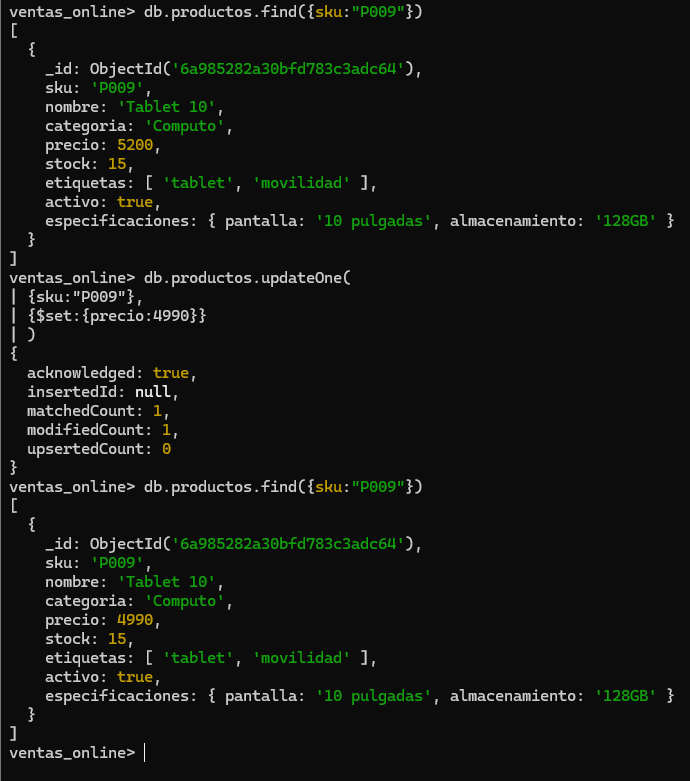 ventas_online> db.productos.find({sku:"P009"})
[
  {
    _id: ObjectId('6a985282a30bfd783c3adc64'),
    sku: 'P009',
    nombre: 'Tablet 10',
    categoria: 'Computo',
    precio: 5200,
    stock: 15,
    etiquetas: [ 'tablet', 'movilidad' ],
    activo: true,
    especificaciones: { pantalla: '10 pulgadas', almacenamiento: '128GB' }
  }
]
ventas_online> db.productos.updateOne(
| {sku:"P009"},
| {$set:{precio:4990}}
| )
{
  acknowledged: true,
  insertedId: null,
  matchedCount: 1,
  modifiedCount: 1,
  upsertedCount: 0
}
ventas_online> db.productos.find({sku:"P009"})
[
  {
    _id: ObjectId('6a985282a30bfd783c3adc64'),
    sku: 'P009',
    nombre: 'Tablet 10',
    categoria: 'Computo',
    precio: 4990,
    stock: 15,
    etiquetas: [ 'tablet', 'movilidad' ],
    activo: true,
    especificaciones: { pantalla: '10 pulgadas', almacenamiento: '128GB' }
  }
]
ventas_online>